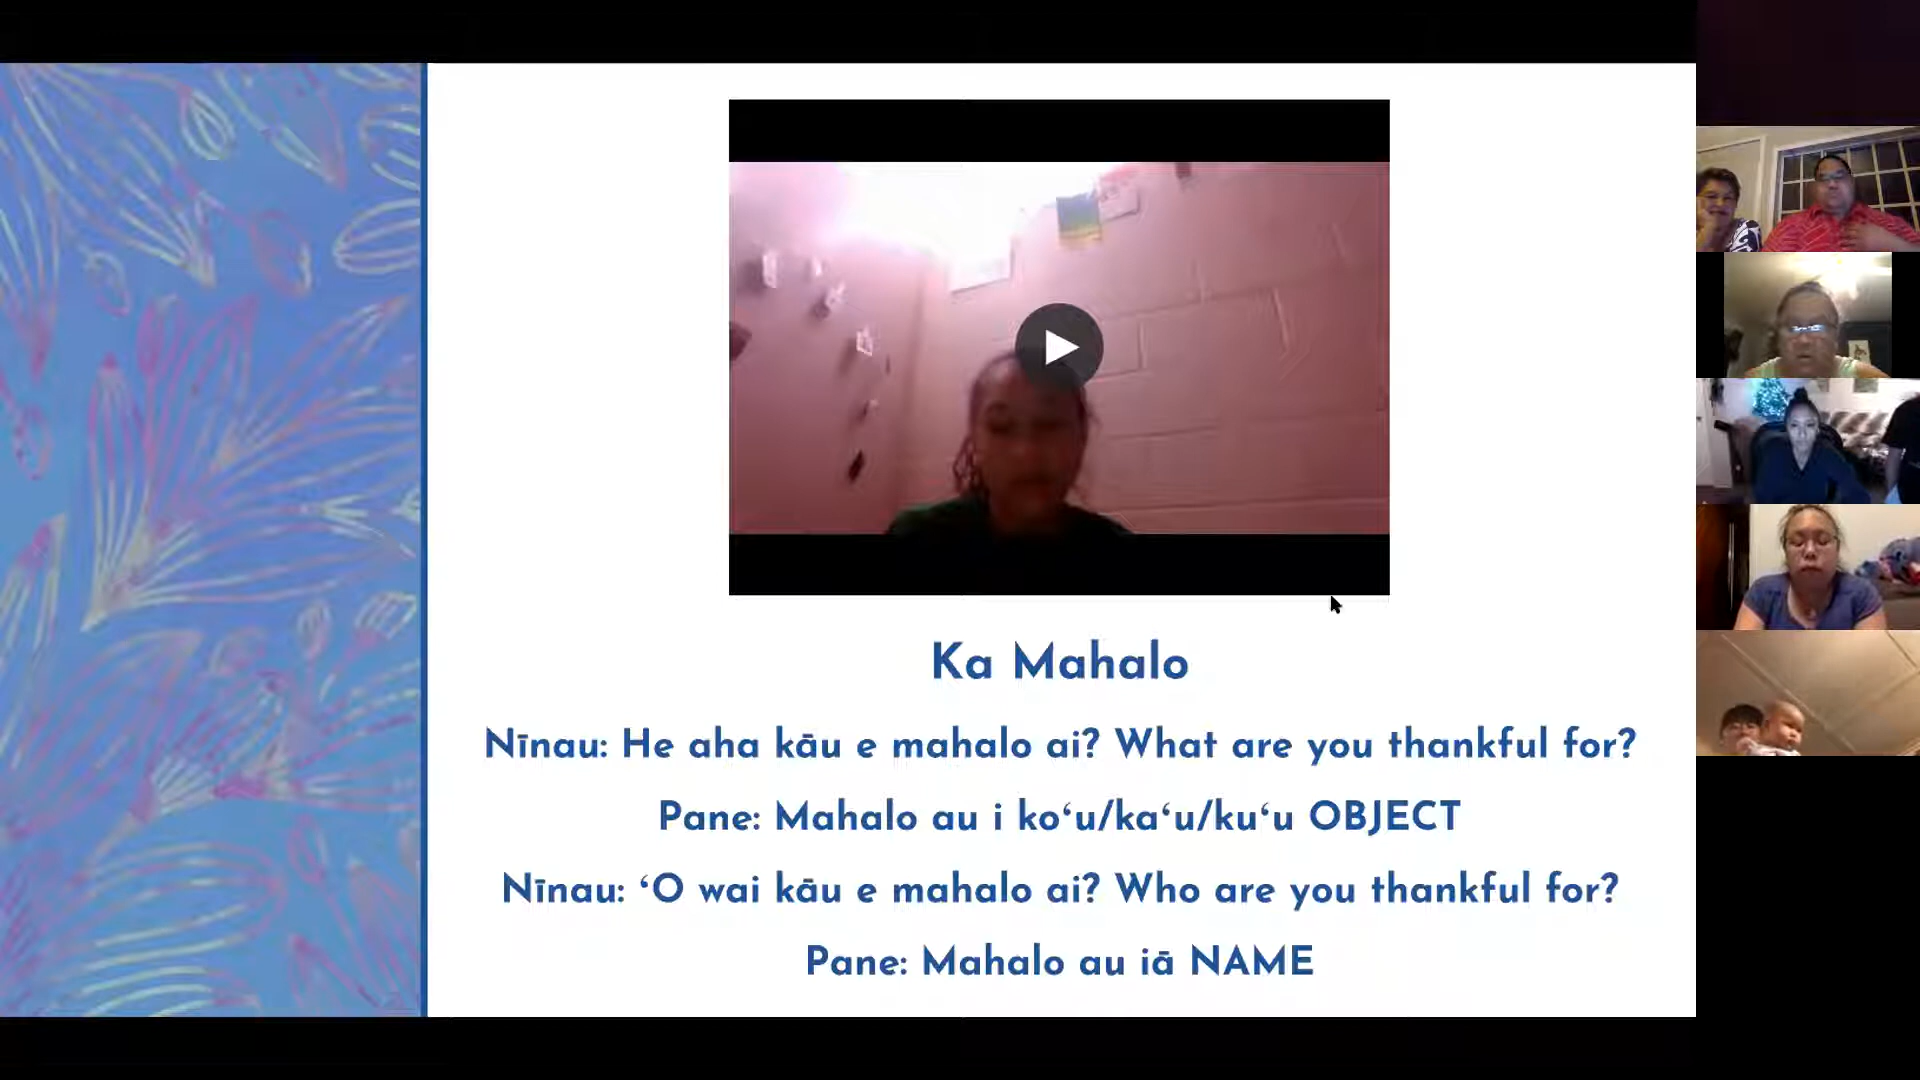 Ka Mahalo
Nīnau: He aha kāu e mahalo ai? What are you thankful for?
Pane: Mahalo au i koʻu/kaʻu/kuʻu OBJECT
Nīnau: ʻO wai kāu e mahalo ai? Who are you thankful for?
Pane: Mahalo au iā NAME